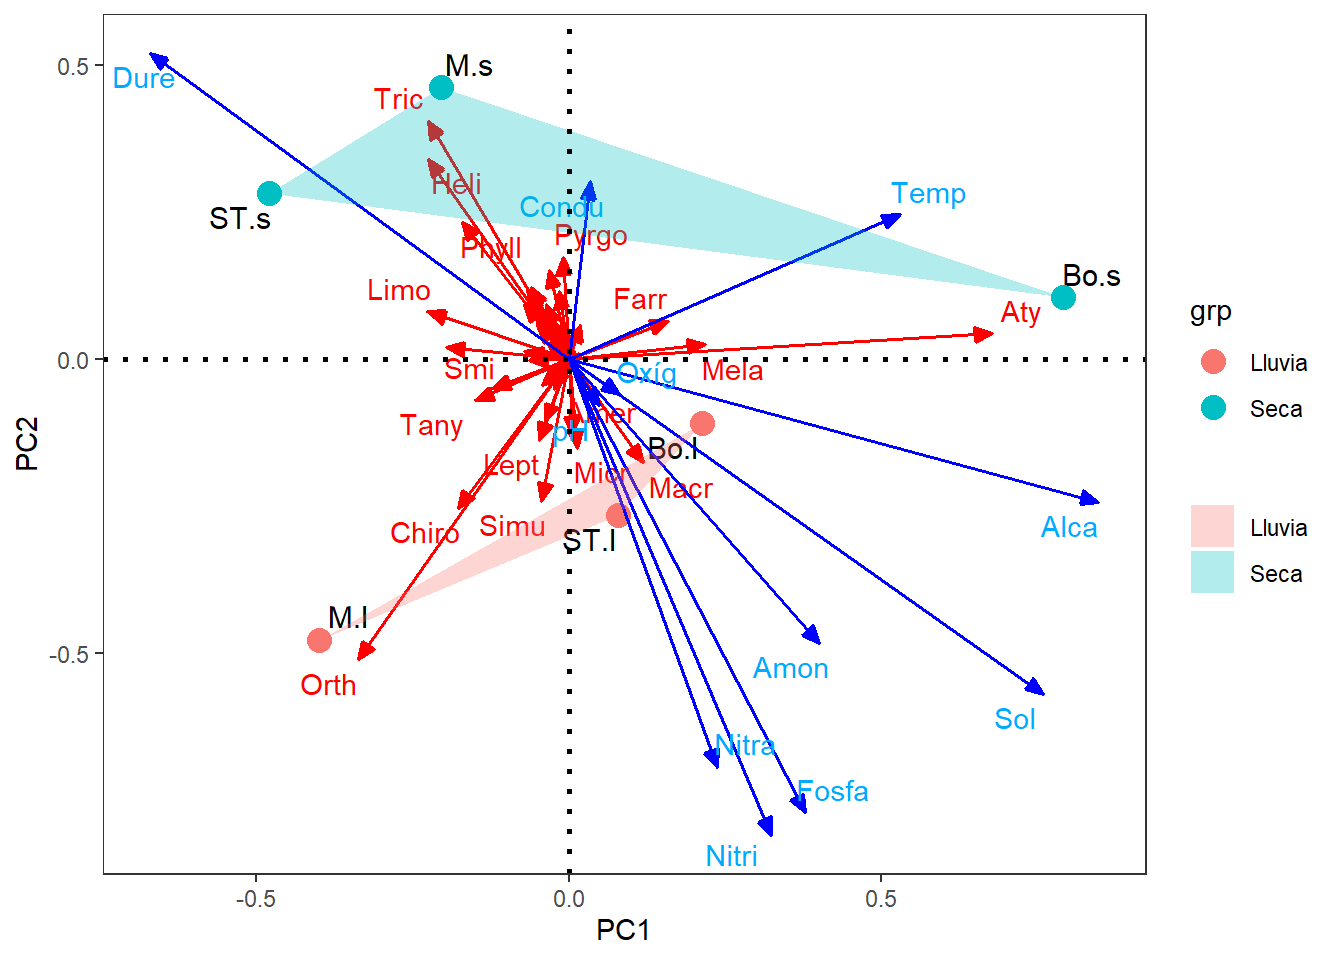 0.5
0.0
-0.5
PC2
Dure
M.s
Tric
Heli
ST.s
Condu
Temp
Phyll
Pyrgo
Bo.s
Limo
Farr
Aty
Smi
Oxíg
Mela
Tany
pH
Bo.l
Lept
Micr
Macr
Chiro
Simu
ST.l
Alca
M.l
Orth
Amon
Sol
Nitra
Fosfa
Nitri
-0.5
0.0
0.5
PC1
grp
Lluvia
Seca
Lluvia
Seca